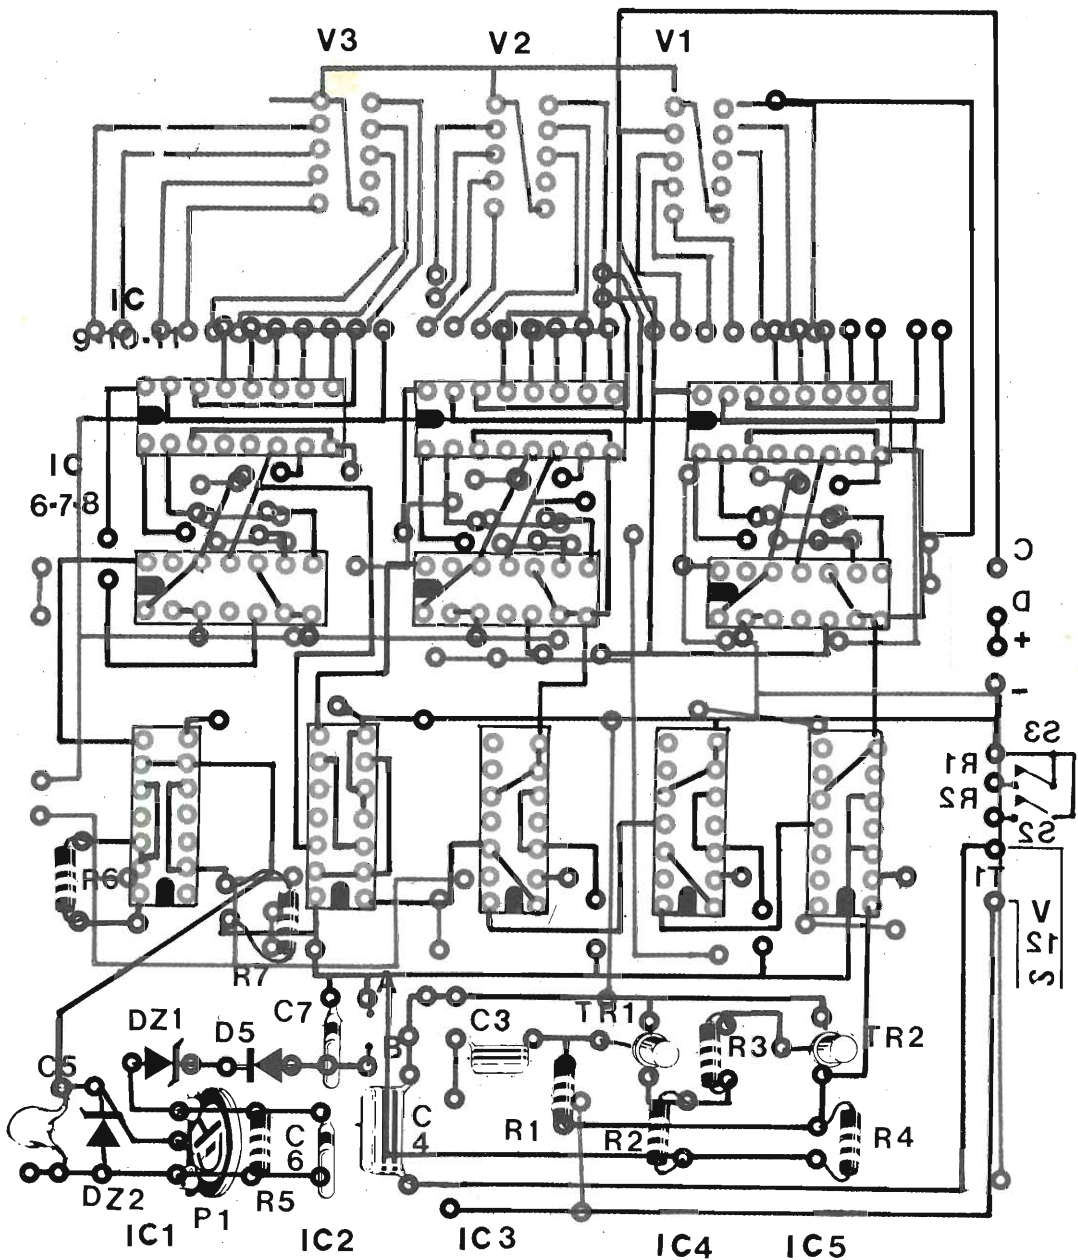 V3
V2
V1
IC
9-10-11
IC
6-7-8
C
D
+
-
S3
R1
R2
S2
T1
V
12
2
R6
R7
A
DZ1
D5
C7
B
C3
TR1
R3
TR2
C5
C
6
C
4
R1
R2
R4
DZ2
P1
R5
IC1
IC2
IC3
IC4
IC5